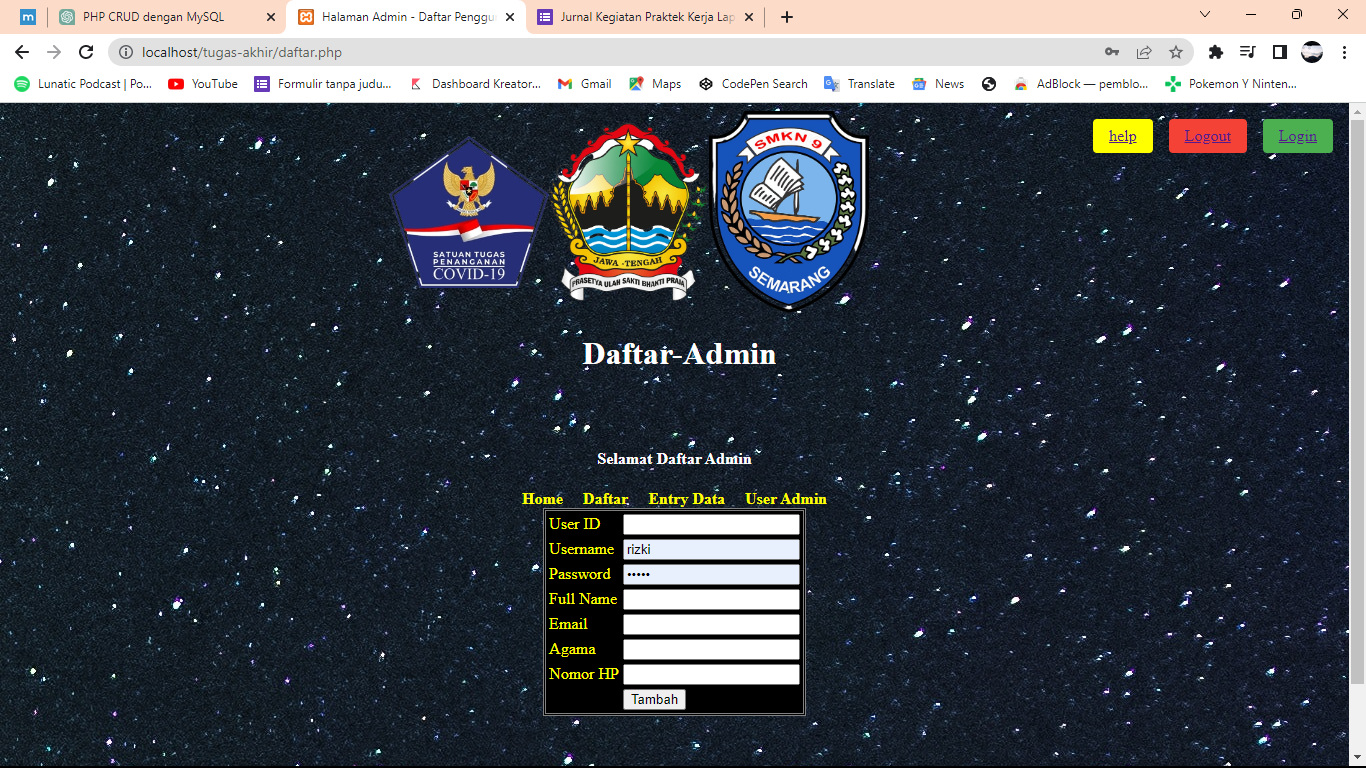 PHP CRUD dengan MySQL
Halaman Admin - Daftar Penggu
Jurnal Kegiatan Praktek Kerja Lap
localhost/tugas-akhir/daftar.php
Lunatic Podcast | Po...
YouTube
Formulir tanpa judu...
Dashboard Kreator...
Gmail
Maps
CodePen Search
Translate
News
AdBlock — pemblo...
Pokemon Y Ninten...
help
Logout
Login
SATUAN TUGAS
PENANGANAN
COVID-19
JAWA -TENGAH
PRASETYA ULAH SAKTI BHAKTI PRAJA
SMKN 9
SEMARANG
Daftar-Admin
Selamat Daftar Admin
Home Daftar Entry Data User Admin
User ID
Username rizki
Password •••••
Full Name
Email
Agama
Nomor HP
Tambah